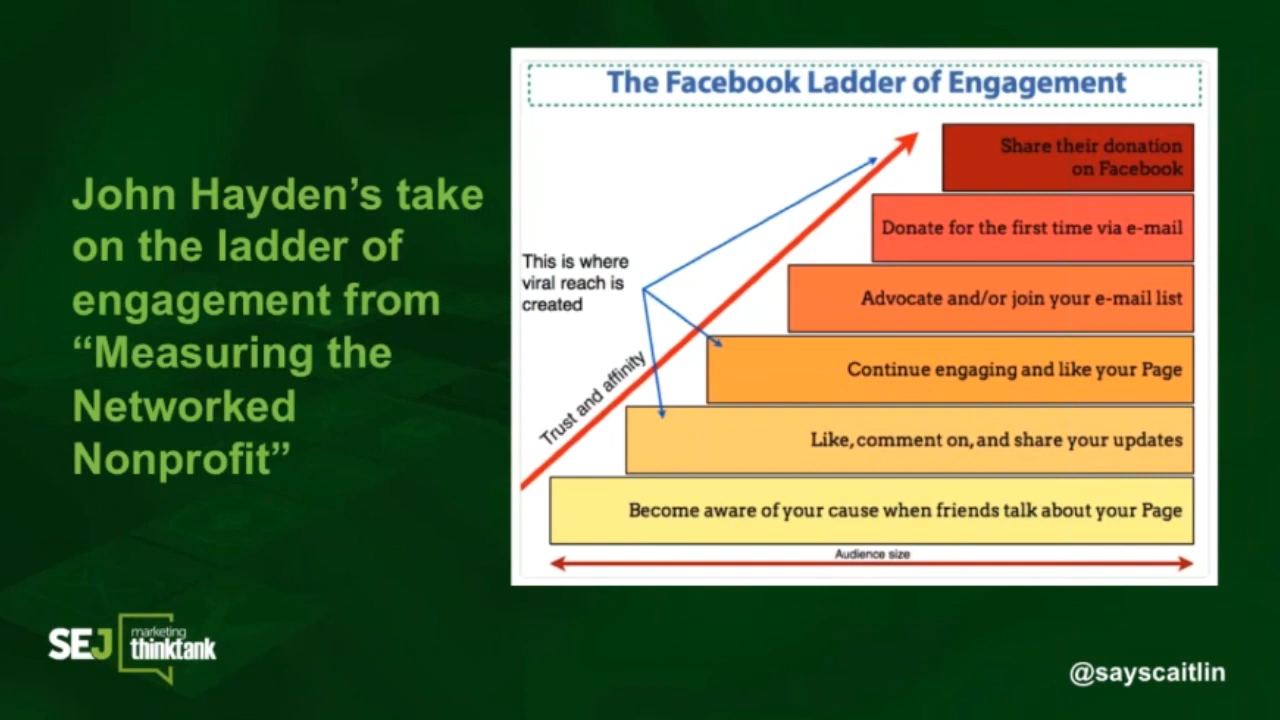 John Hayden’s take
on the ladder of
engagement from
“Measuring the
Networked
Nonprofit”
The Facebook Ladder of Engagement
Share their donation
on Facebook
Donate for the first time via e-mail
Advocate and/or join your e-mail list
Continue engaging and like your Page
Like, comment on, and share your updates
Become aware of your cause when friends talk about your Page
This is where
viral reach is
created
Trust and affinity
Audience size
SEJ
marketing
thinktank
@sayscaitlin